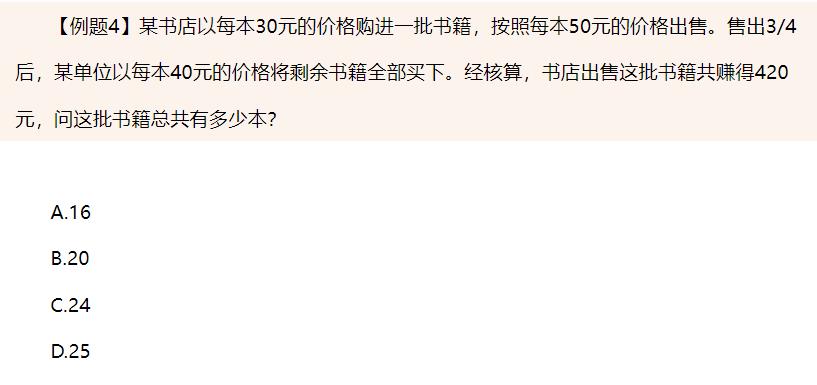 【例题4】某书店以每本30元的价格购进一批书籍，按照每本50元的价格出售。售出3/4
后，某单位以每本40元的价格将剩余书籍全部买下。经核算，书店出售这批书籍共赚得420
元，问这批书籍总共有多少本？
A.16
B.20
C.24
D.25